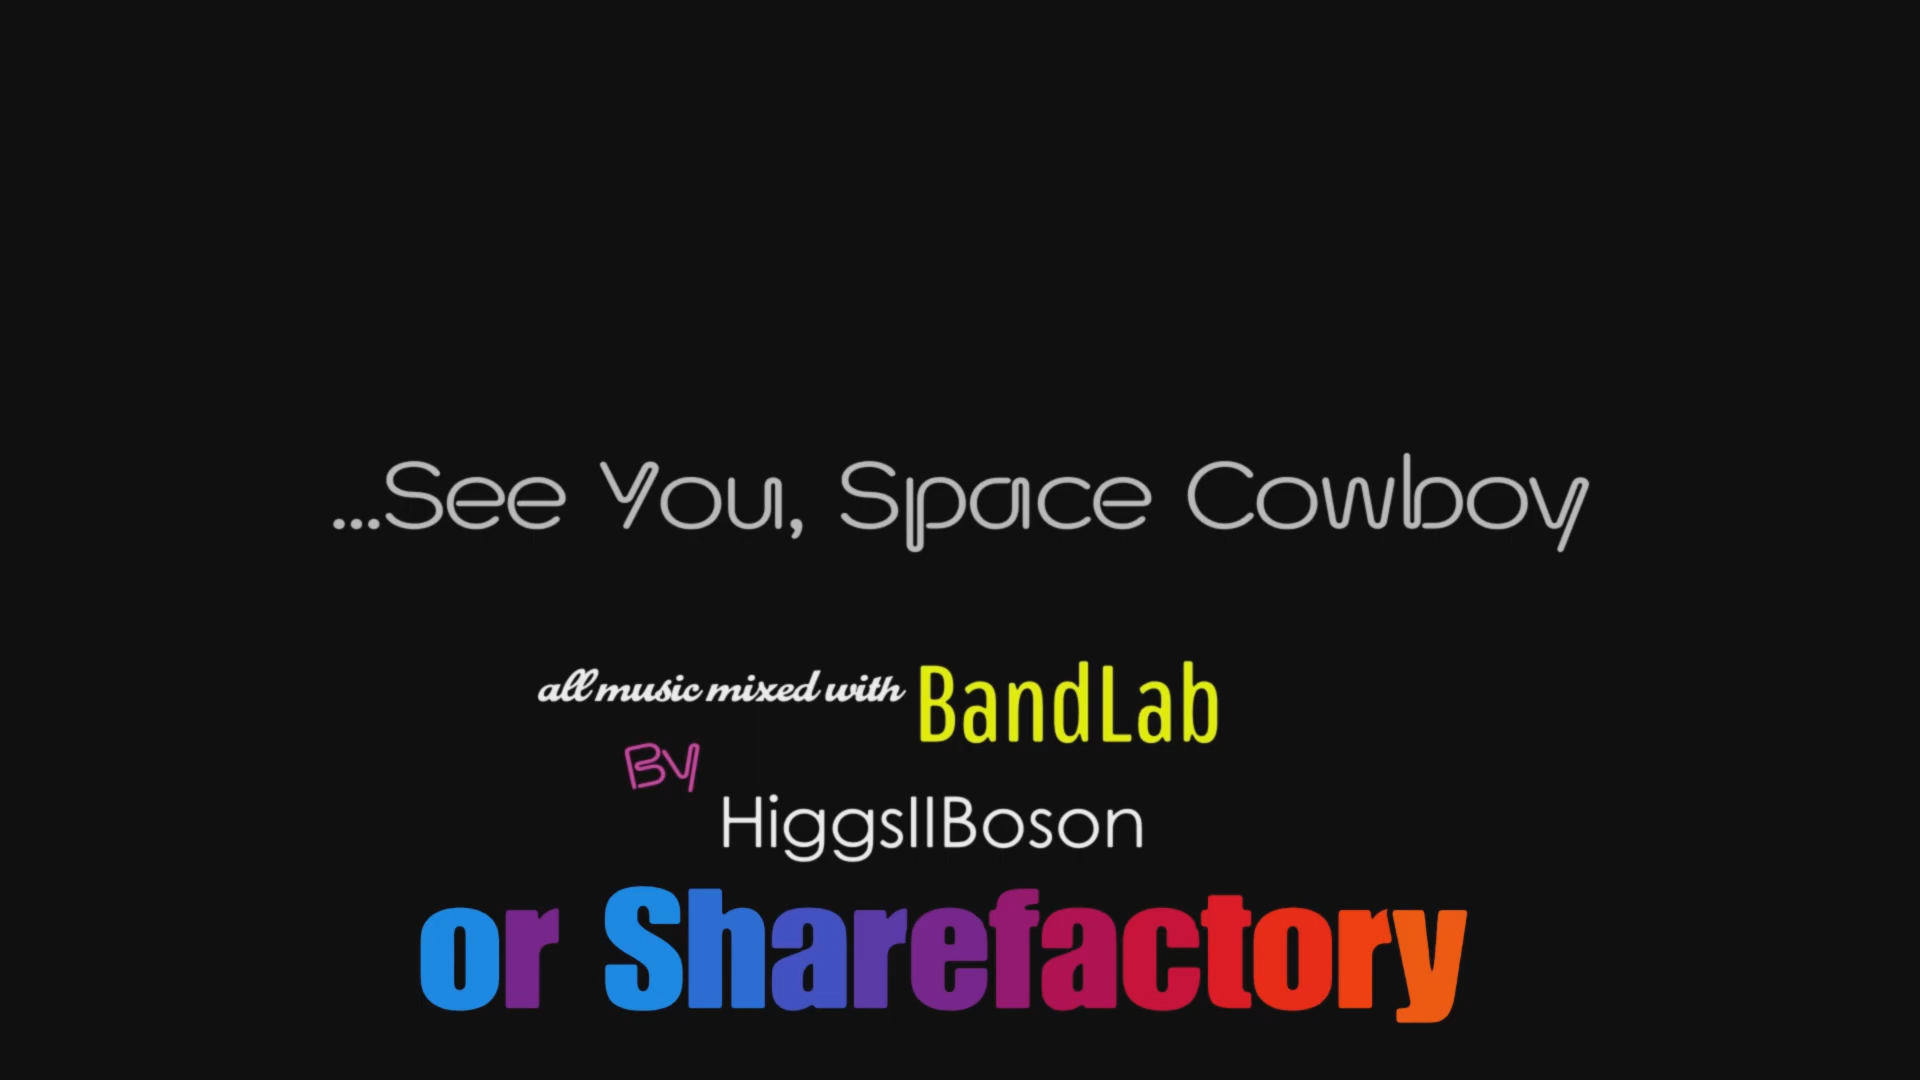 ...See You, Space Cowboy
all music mixed with BandLab
By
HiggsIIBoson
or Sharefactory